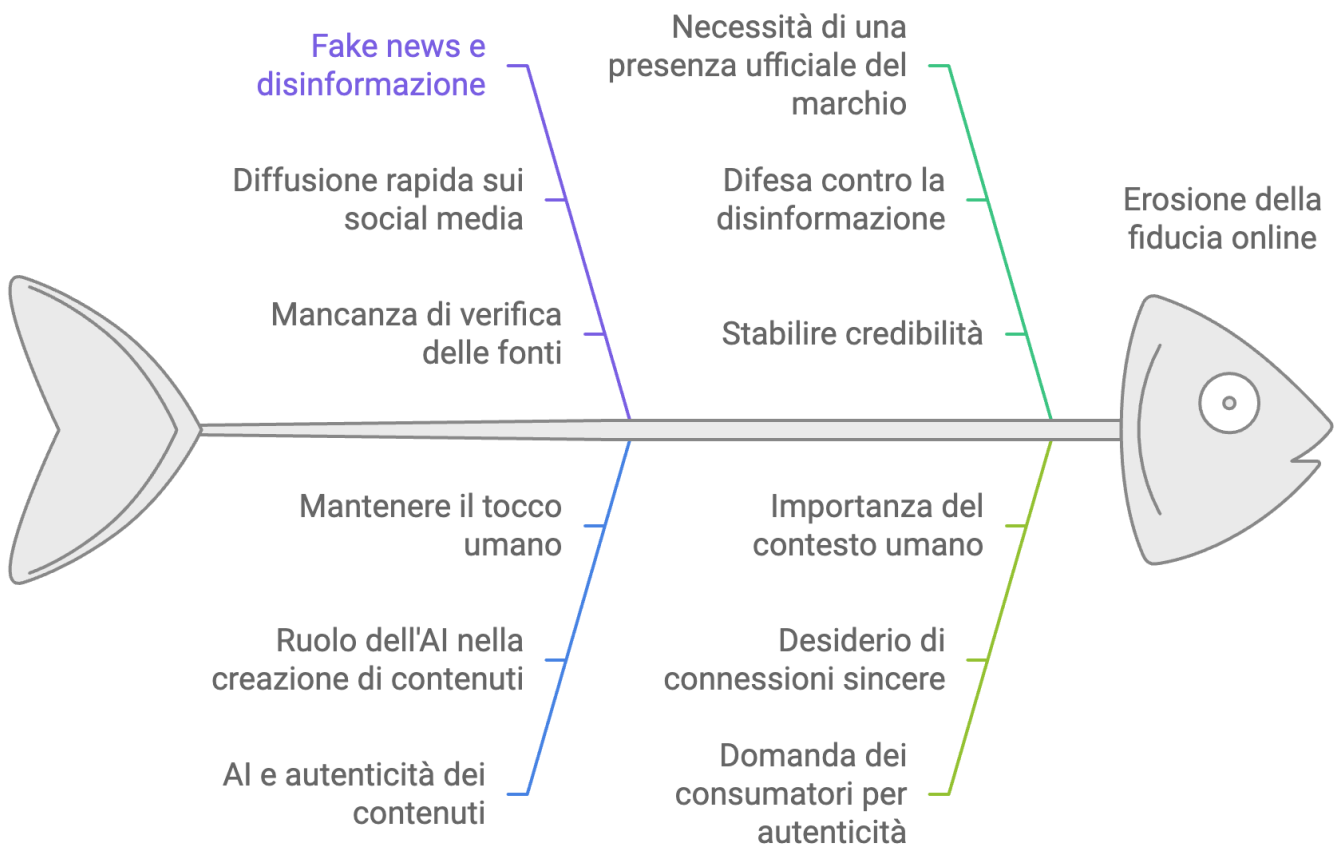 Fake news e
disinformazione
Diffusione rapida sui
social media
Mancanza di verifica
delle fonti
Necessità di una
presenza ufficiale del
marchio
Difesa contro la
disinformazione
Stabilire credibilità
Erosione della
fiducia online
Mantenere il tocco
umano
Ruolo dell'AI nella
creazione di contenuti
AI e autenticità dei
contenuti
Importanza del
contesto umano
Desiderio di
connessioni sincere
Domanda dei
consumatori per
autenticità